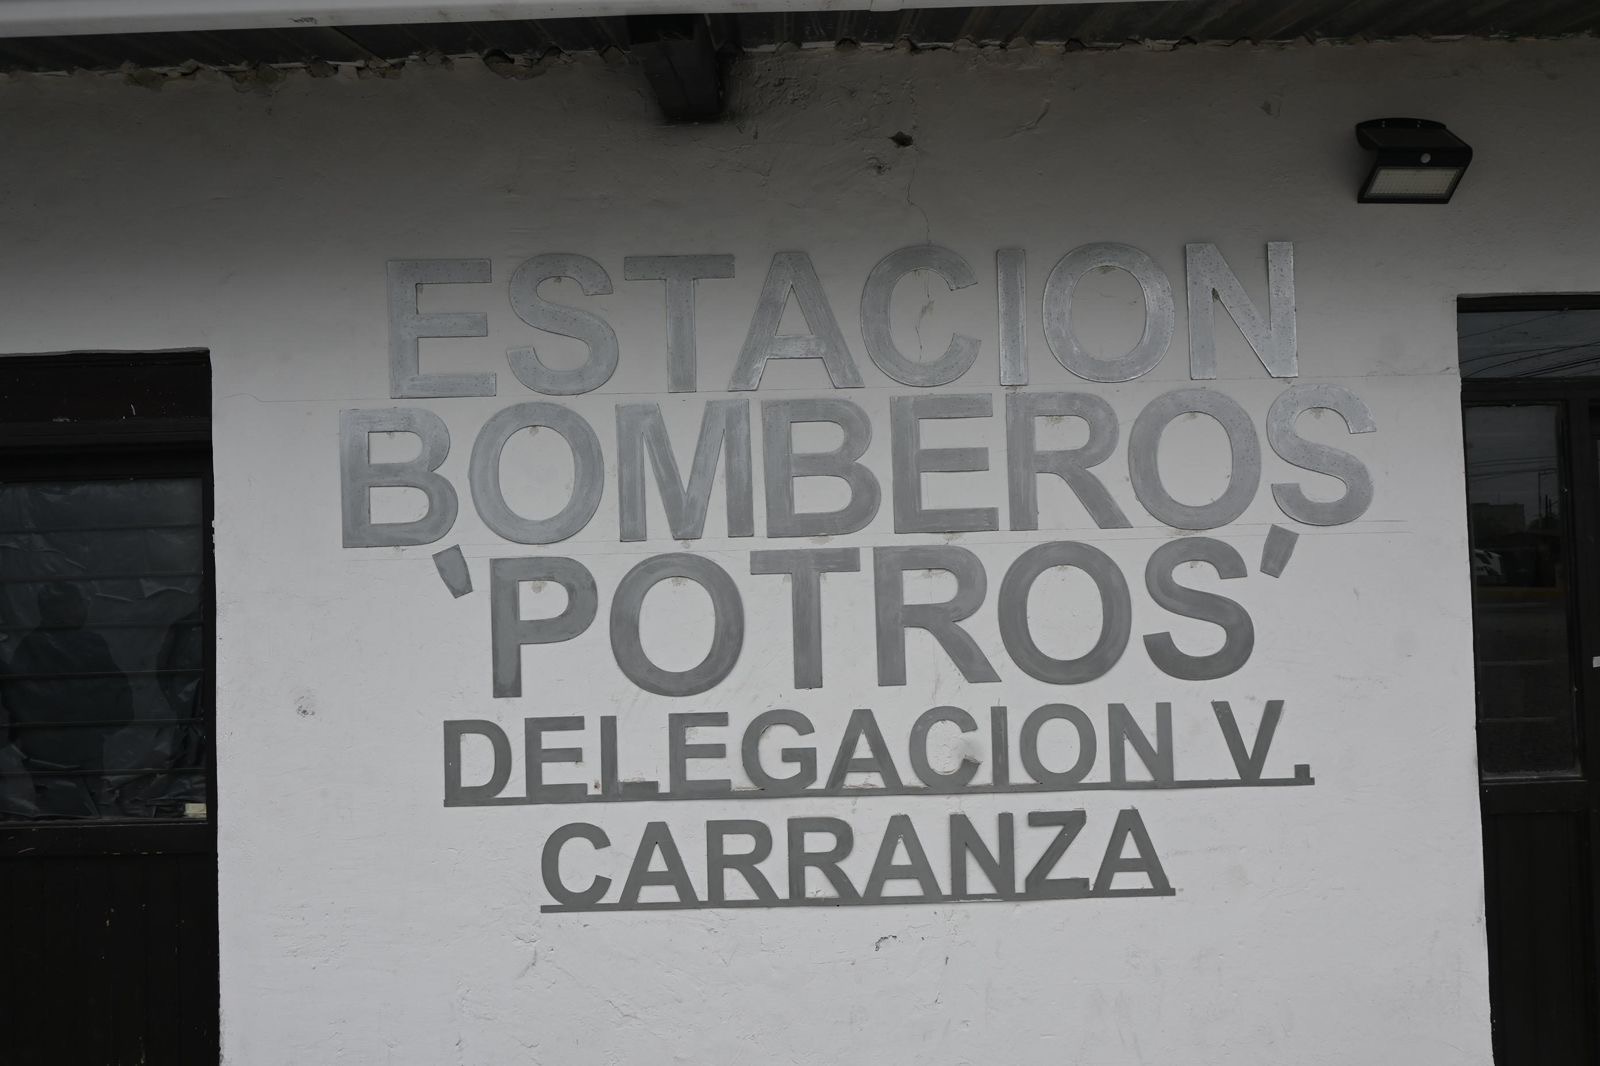 ESTACION
BOMBEROS
'POTROS'
DELEGACION V.
CARRANZA